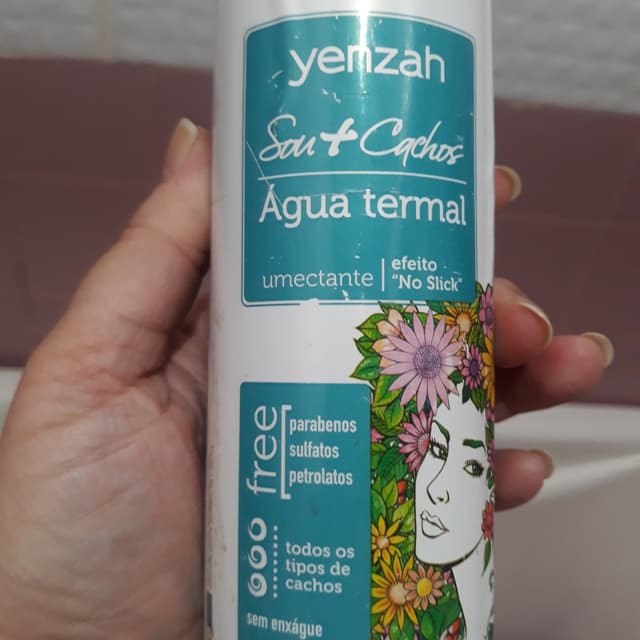 yenzah
Sou + Cachos™
Água termal
umectante | efeito
"No Slick"
free
parabenos
sulfatos
petrolatos
todos os
tipos de
cachos
sem enxágue